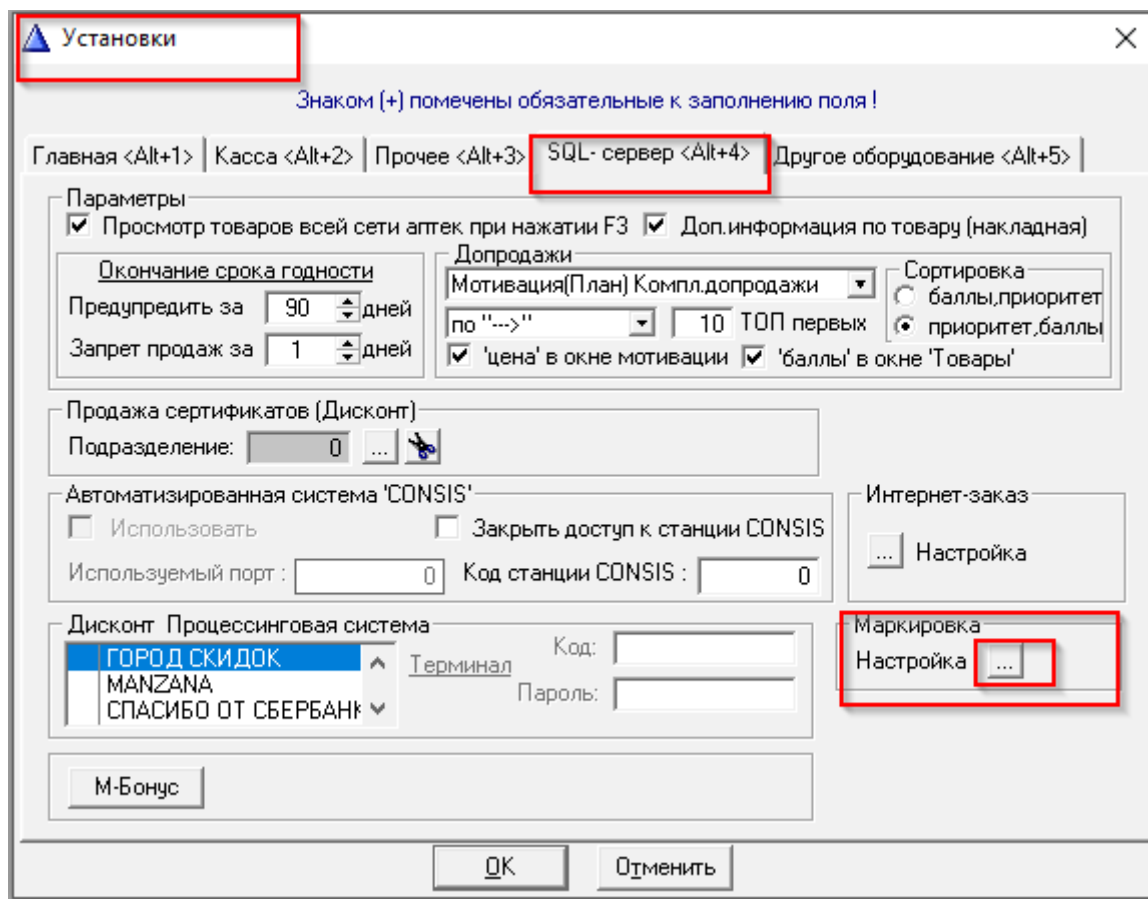 Установки
Знаком (+) помечены обязательные к заполнению поля !
Главная <Alt+1> Касса <Alt+2> Прочее <Alt+3> SQL- сервер <Alt+4> Другое оборудование <Alt+5>
Параметры
Просмотр товаров всей сети аптек при нажатии F3 Доп.информация по товару (накладная)
Окончание срока годности
Предупредить за 90 дней
Запрет продаж за 1 дней
Допродажи
Мотивация(План) Компл.допродажи
по "--->" 10 ТОП первых
'цена' в окне мотивации 'баллы' в окне 'Товары'
Сортировка
баллы,приоритет
приоритет,баллы
Продажа сертификатов (Дисконт)
Подразделение: 0 ...
Автоматизированная система 'CONSIS'
Использовать Закрыть доступ к станции CONSIS
Используемый порт : 0 Код станции CONSIS : 0
Интернет-заказ
... Настройка
Дисконт Процессинговая система
ГОРОД СКИДОК
MANZANA
СПАСИБО ОТ СБЕРБАНК
Терминал
Код:
Пароль:
Маркировка
Настройка ...
М-Бонус
OK Отменить